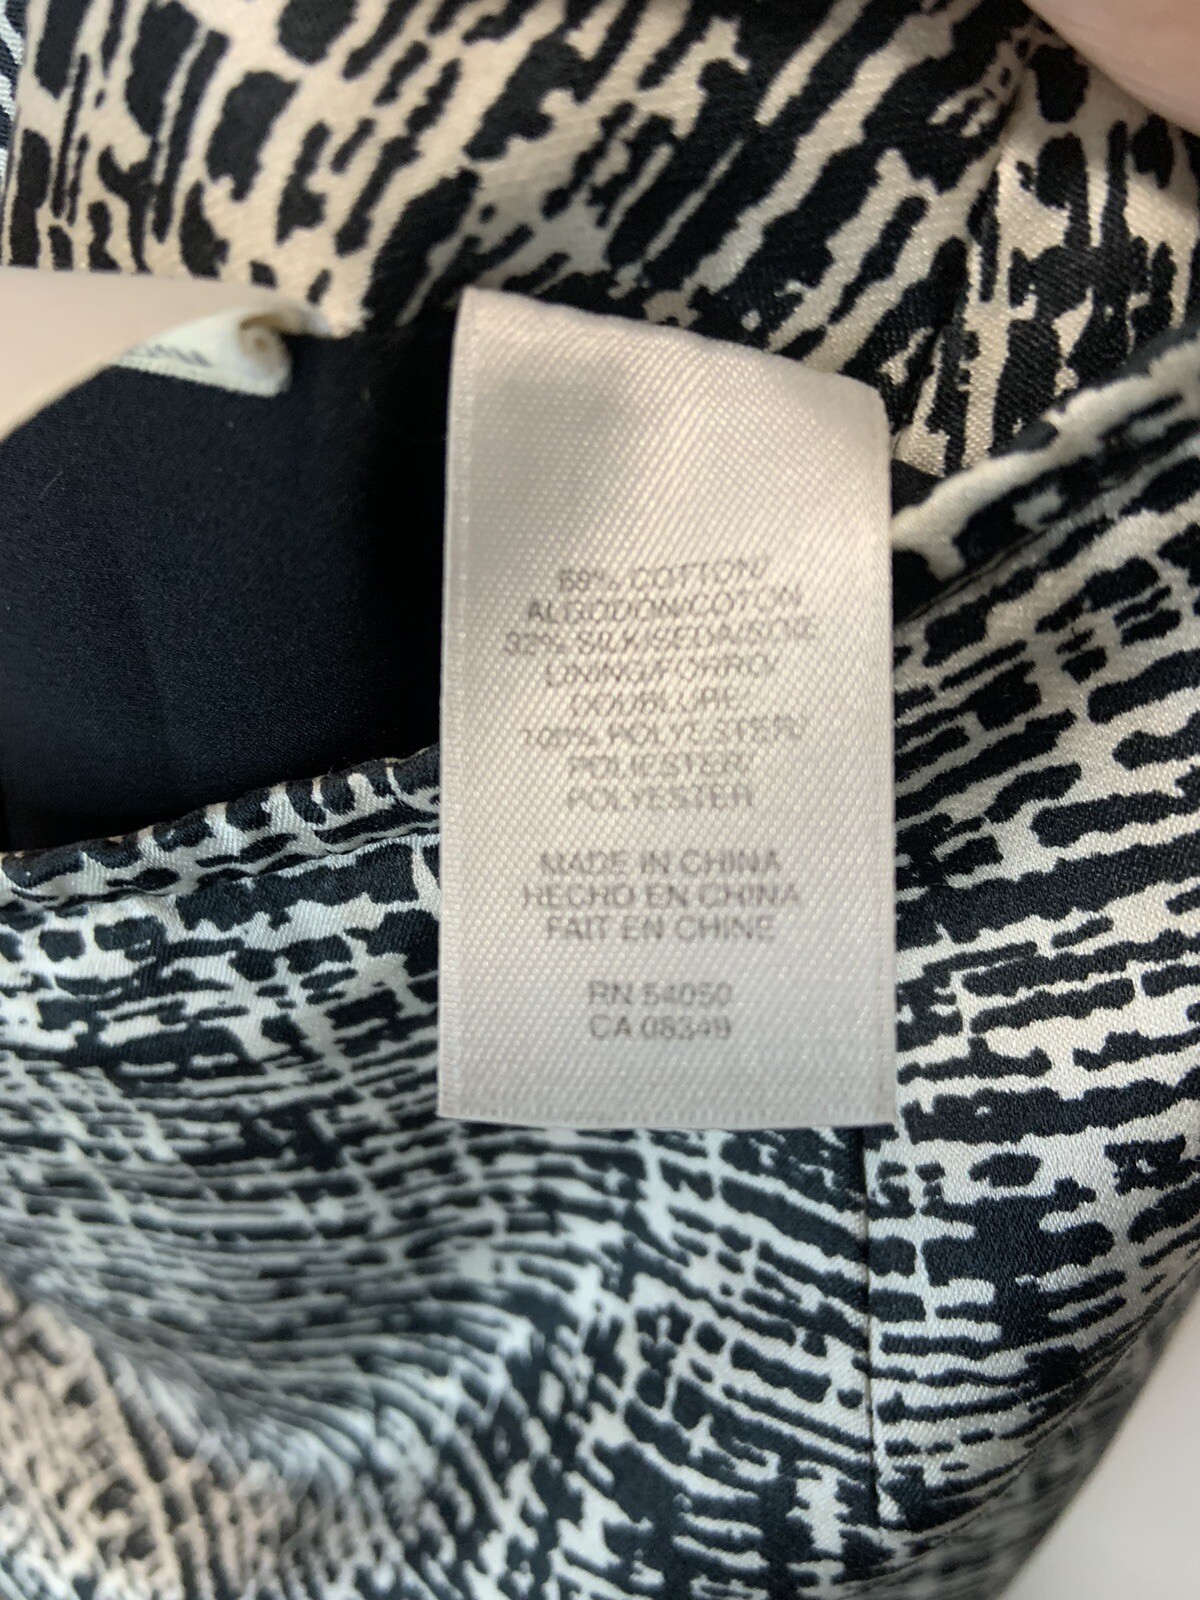 COTTON/
ALGODON/COTON
32% SILK/SEDA/SOIE
LINING/FORRO/
DOUBLURE:
100% POLYESTER/
POLIESTER/
POLYESTER
MADE IN CHINA
HECHO EN CHINA
FAIT EN CHINE
RN 54050
CA 08349